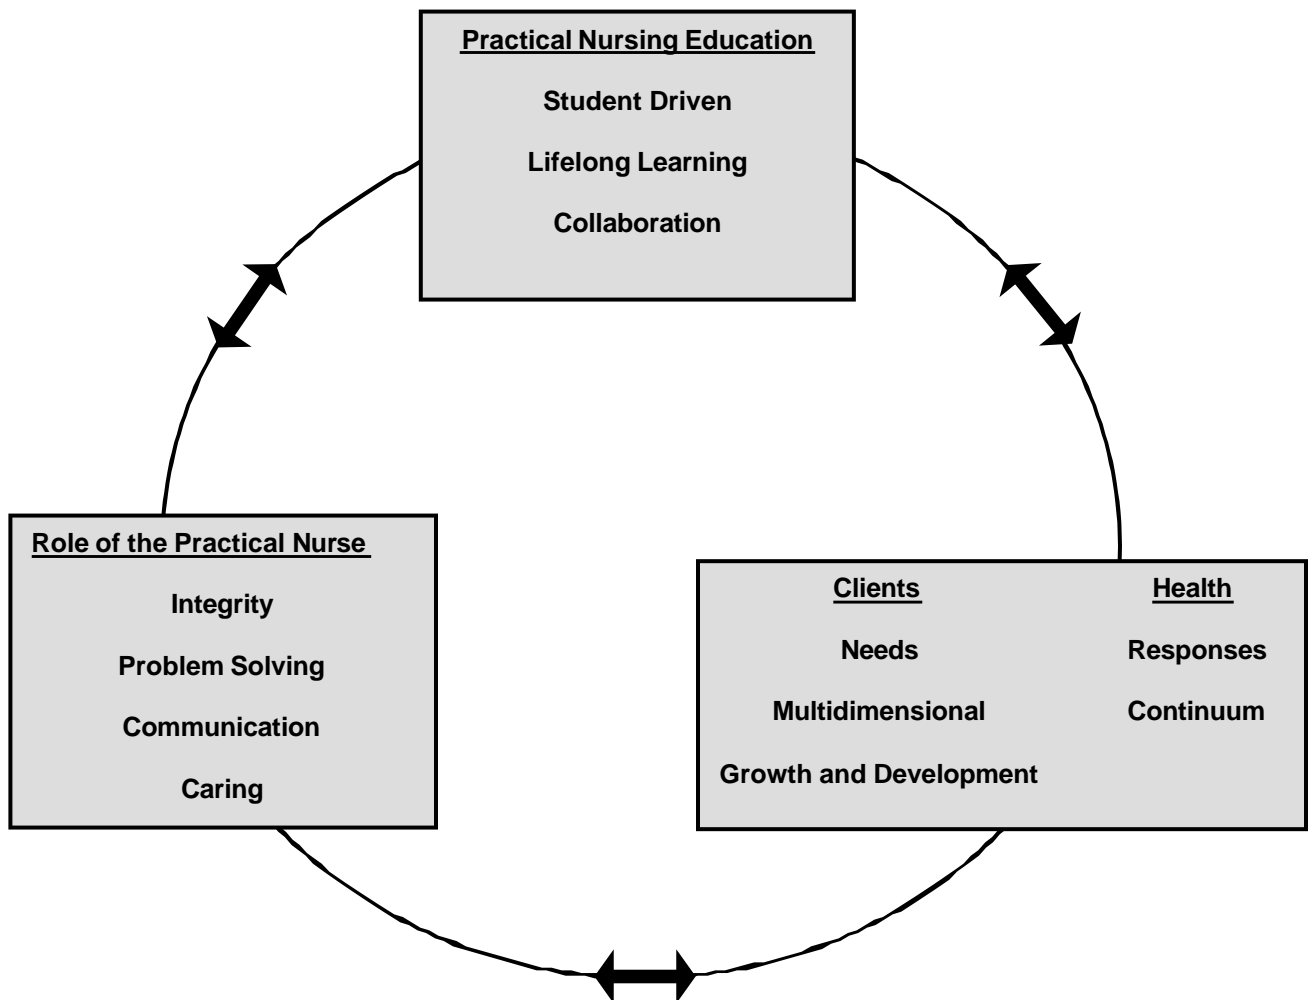 Practical Nursing Education
Student Driven
Lifelong Learning
Collaboration
Role of the Practical Nurse
Integrity
Problem Solving
Communication
Caring
Clients
Needs
Multidimensional
Growth and Development
Health
Responses
Continuum